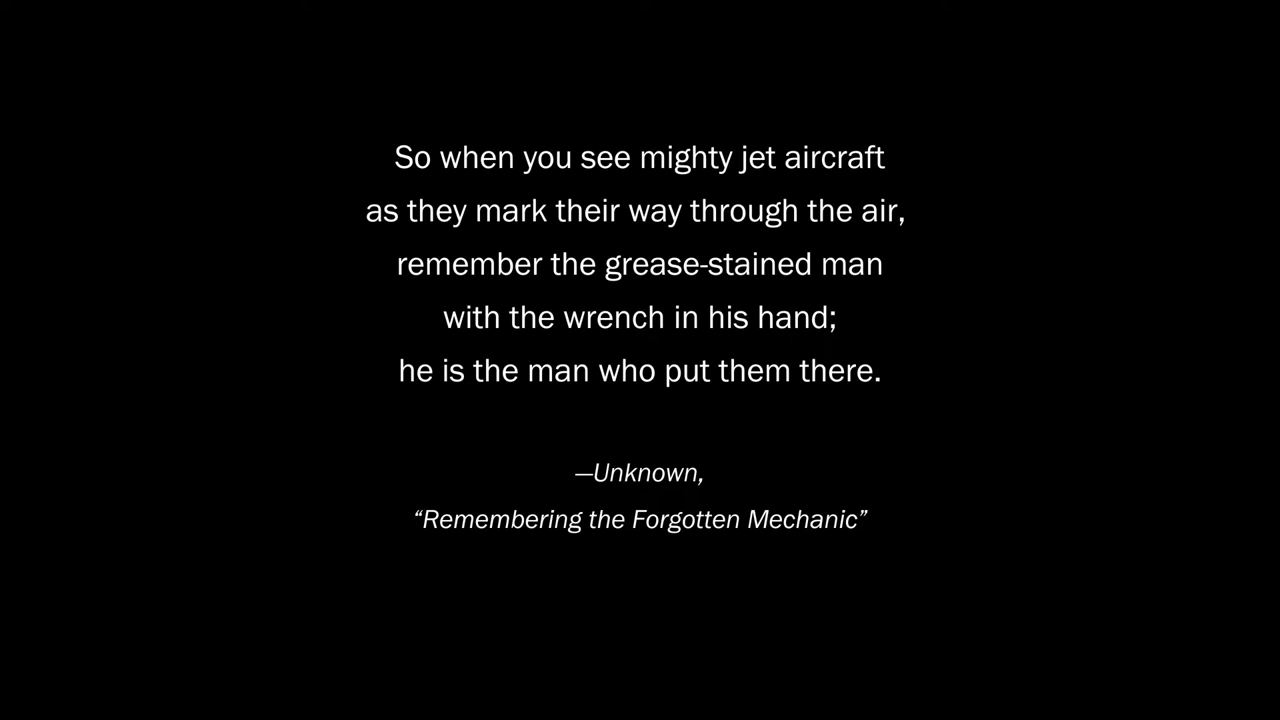 So when you see mighty jet aircraft
as they mark their way through the air,
remember the grease-stained man
with the wrench in his hand;
he is the man who put them there.
—Unknown,
“Remembering the Forgotten Mechanic”